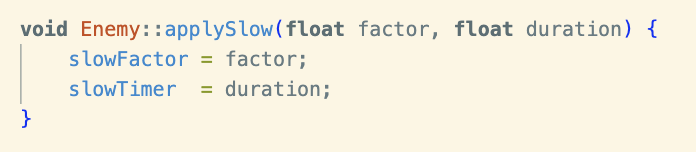 void Enemy::applySlow(float factor, float duration) {
    slowFactor = factor;
    slowTimer  = duration;
}